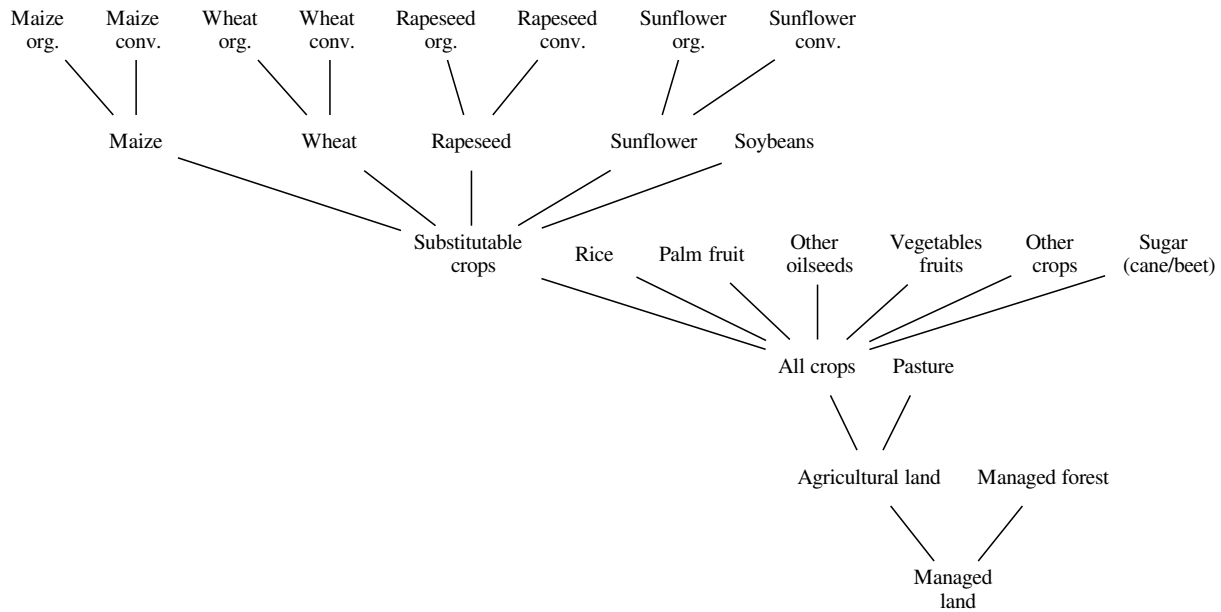 Maize org.
Maize conv.
Wheat org.
Wheat conv.
Rapeseed org.
Rapeseed conv.
Sunflower org.
Sunflower conv.
Maize
Wheat
Rapeseed
Sunflower
Soybeans
Substitutable
crops
Rice
Palm fruit
Other
oilseeds
Vegetables
fruits
Other
crops
Sugar
(cane/beet)
All crops
Pasture
Agricultural land
Managed forest
Managed
land